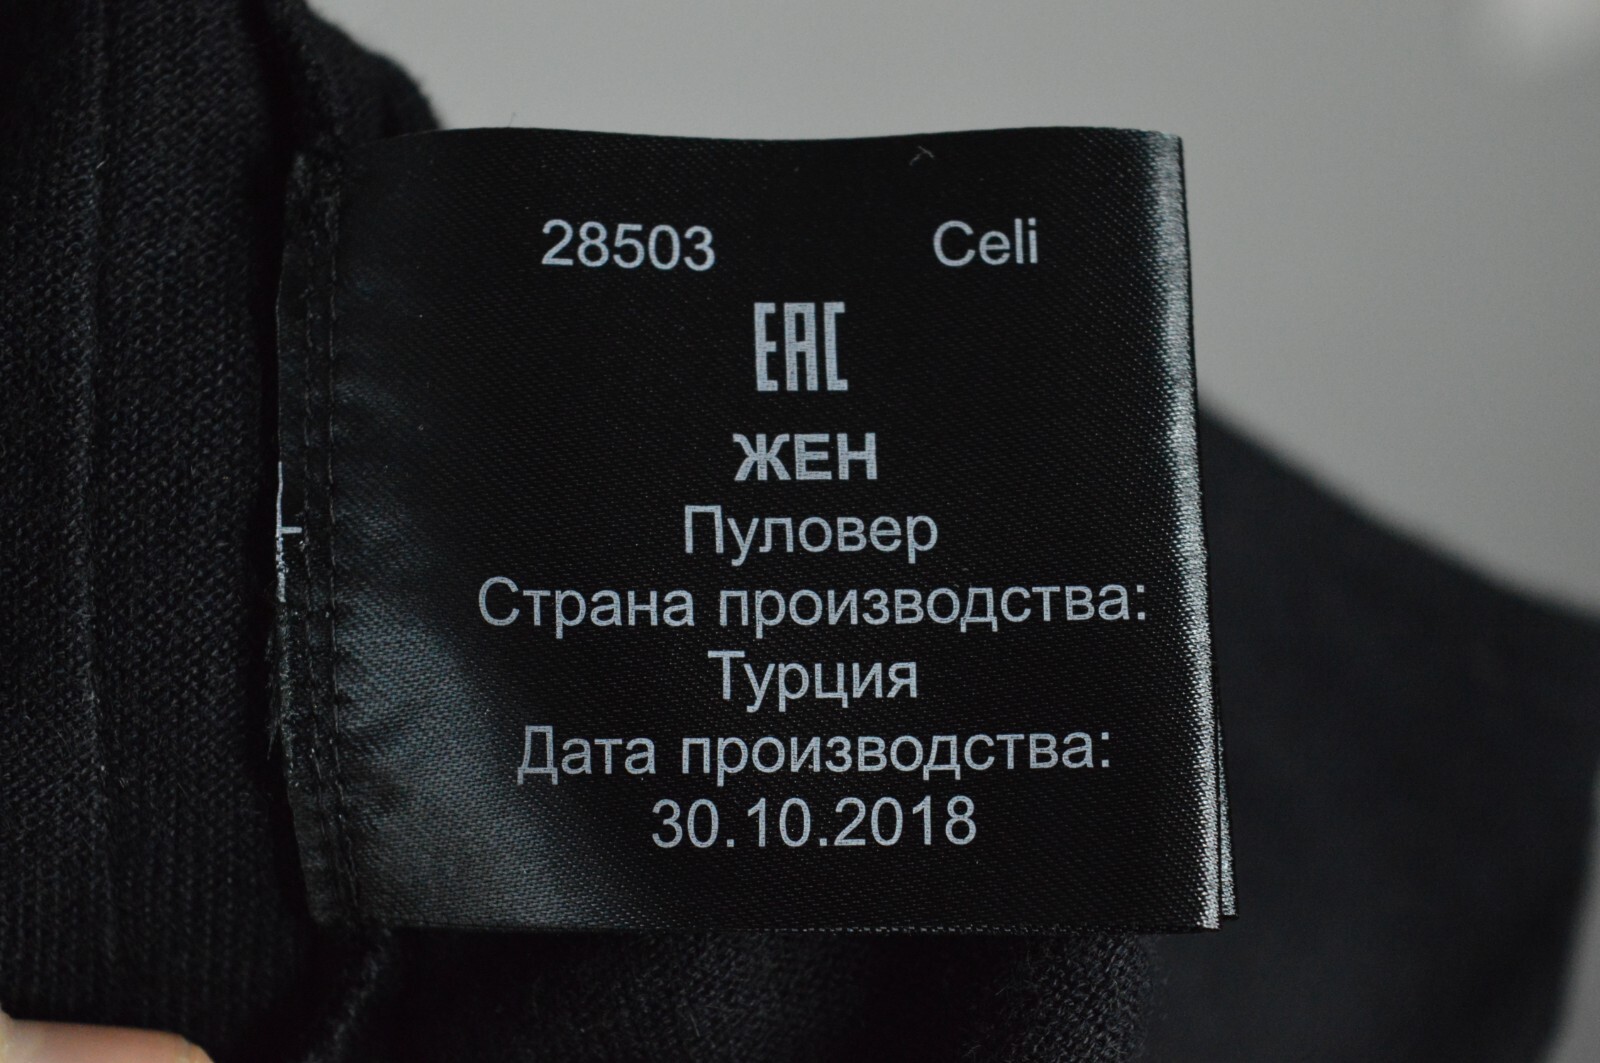 28503 Celi
EAC
ЖЕН
Пуловер
Страна производства:
Турция
Дата производства:
30.10.2018